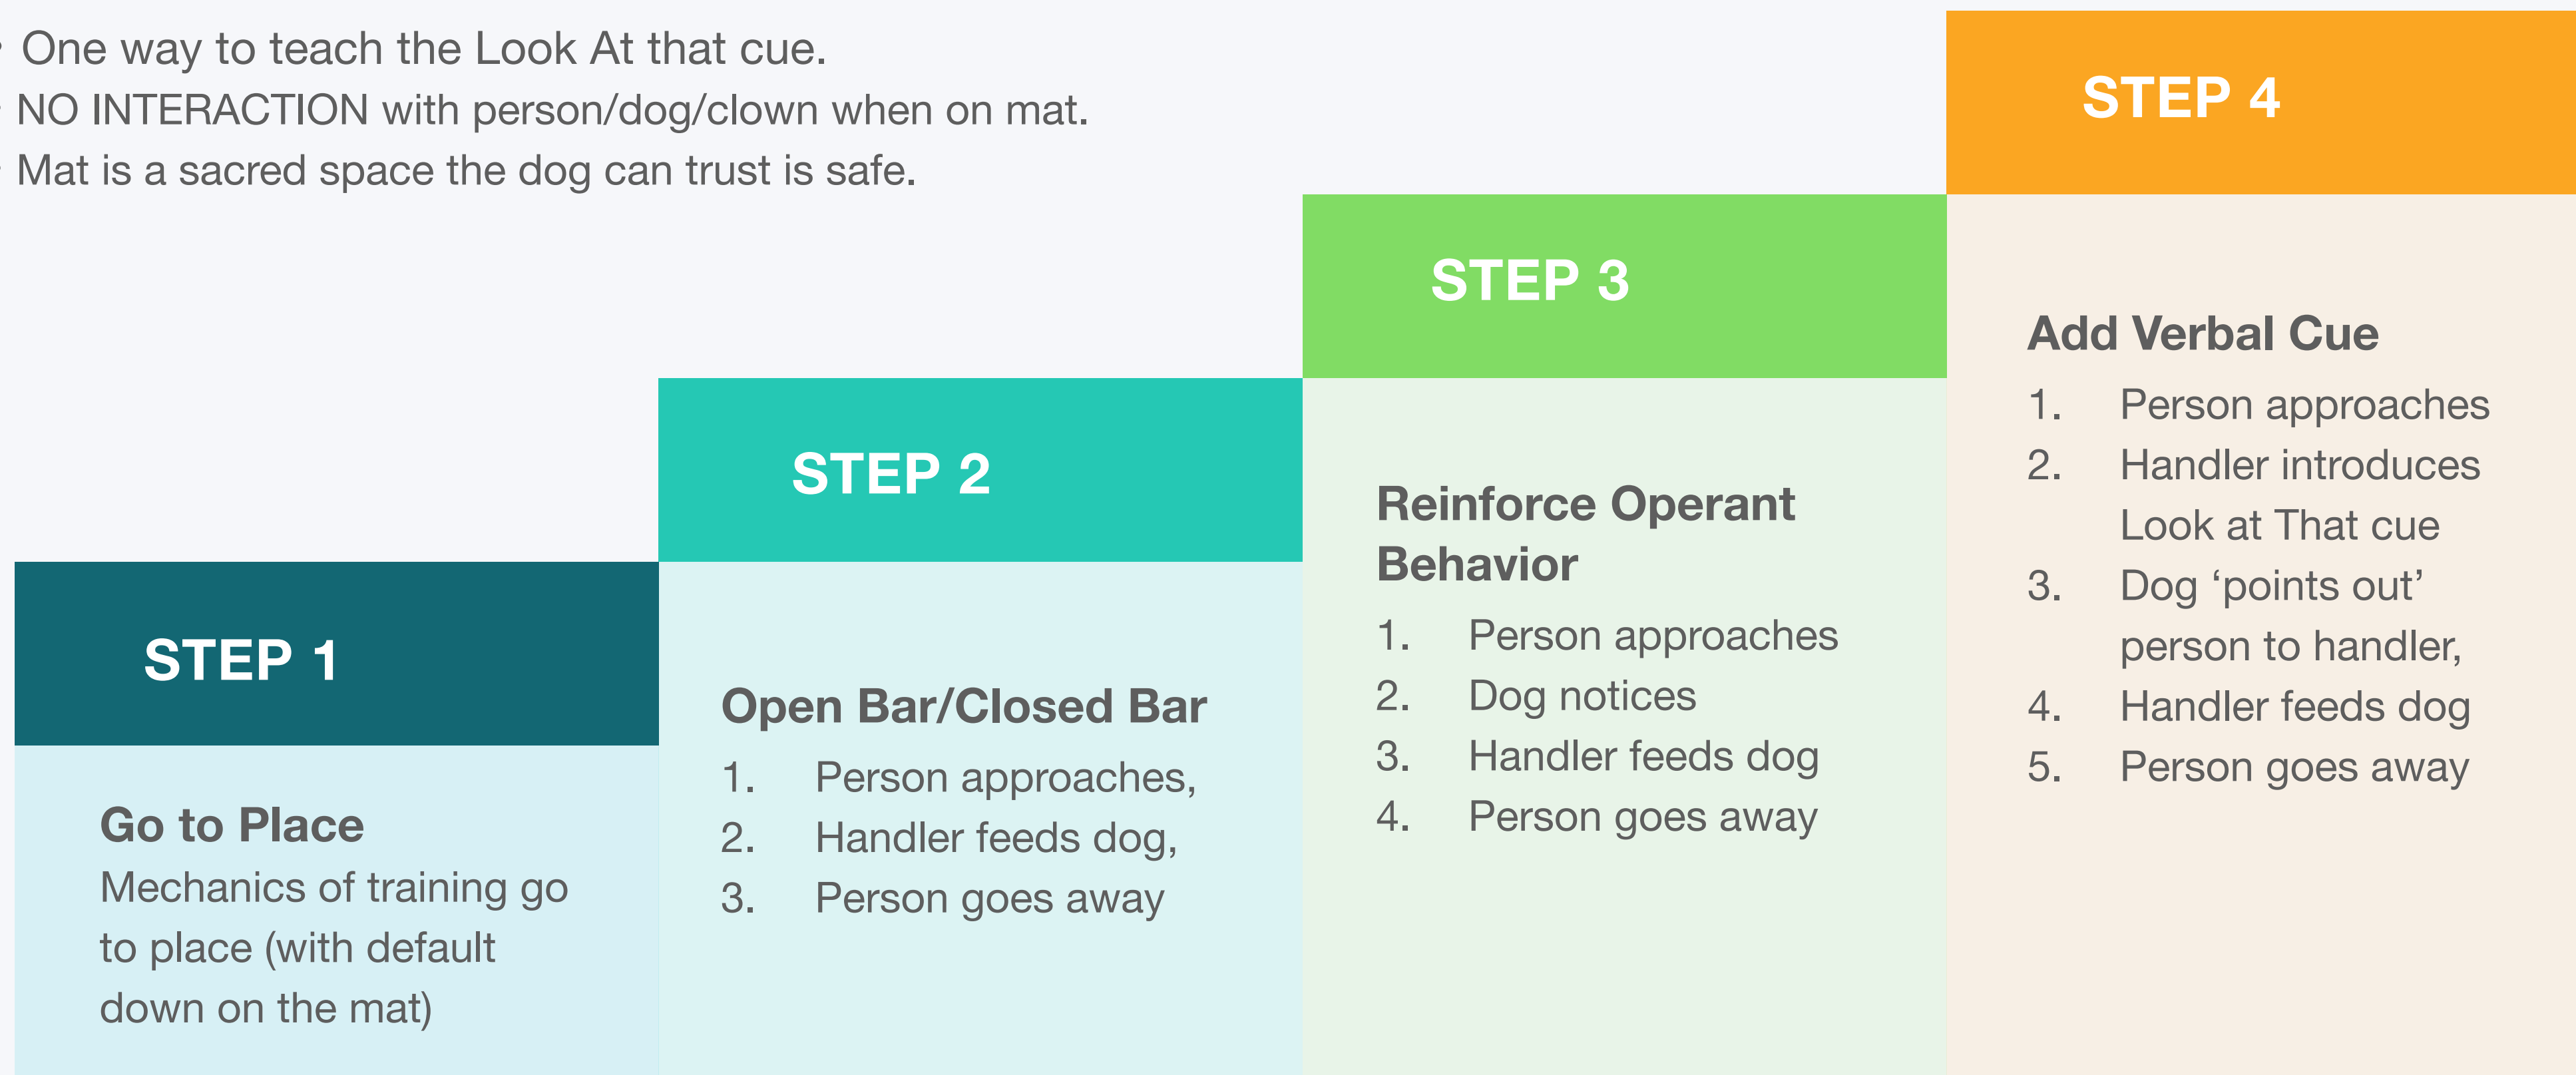 • One way to teach the Look At that cue.
• NO INTERACTION with person/dog/clown when on mat.
• Mat is a sacred space the dog can trust is safe.
STEP 1
Go to Place
Mechanics of training go
to place (with default
down on the mat)
STEP 2
Open Bar/Closed Bar
1. Person approaches,
2. Handler feeds dog,
3. Person goes away
STEP 3
Reinforce Operant
Behavior
1. Person approaches
2. Dog notices
3. Handler feeds dog
4. Person goes away
STEP 4
Add Verbal Cue
1. Person approaches
2. Handler introduces
Look at That cue
3. Dog ‘points out’
person to handler,
4. Handler feeds dog
5. Person goes away